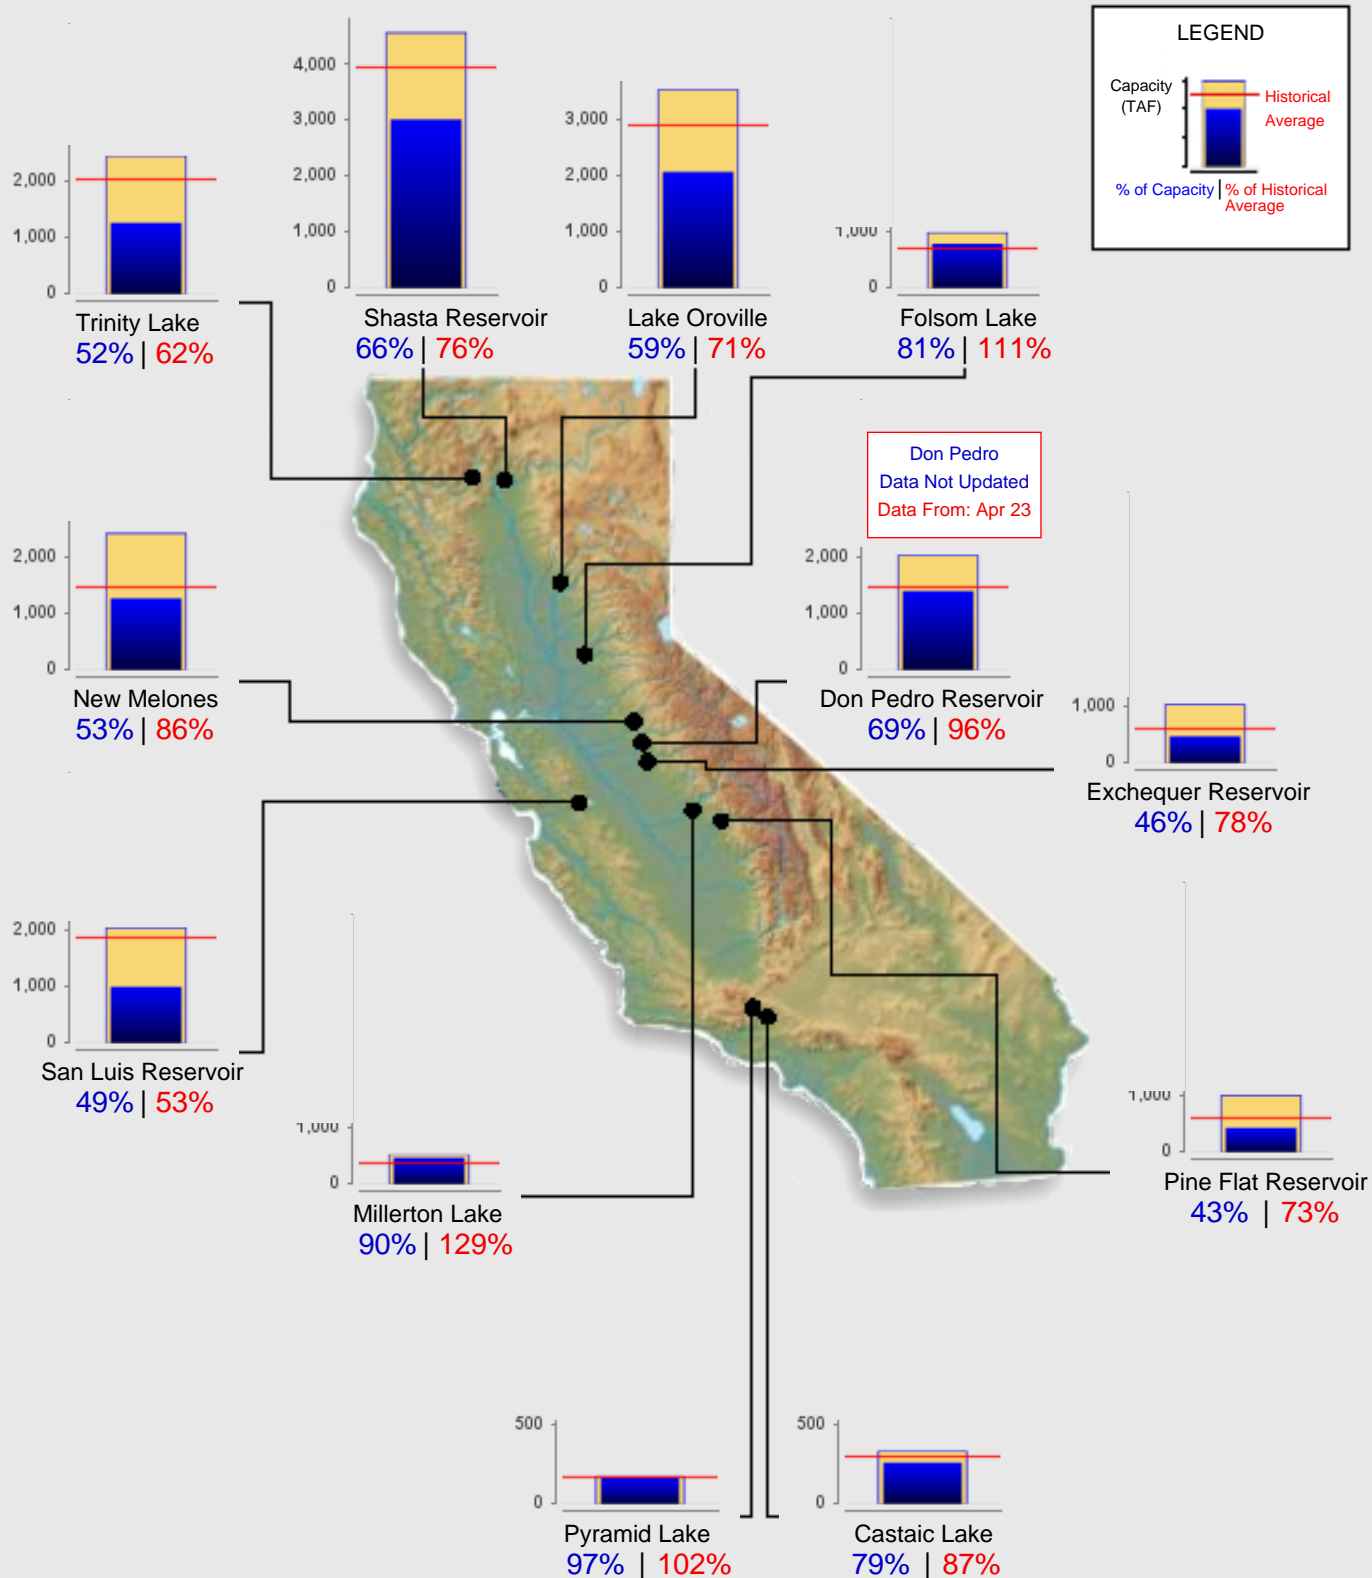 LEGEND
Capacity
(TAF)
Historical
Average
% of Capacity | % of Historical
Average
2,000
1,000
0
Trinity Lake
52% | 62%
4,000
3,000
2,000
1,000
0
Shasta Reservoir
66% | 76%
3,000
2,000
1,000
0
Lake Oroville
59% | 71%
1,000
0
Folsom Lake
81% | 111%
2,000
1,000
0
New Melones
53% | 86%
Don Pedro
Data Not Updated
Data From: Apr 23
2,000
1,000
0
Don Pedro Reservoir
69% | 96%
1,000
0
Exchequer Reservoir
46% | 78%
2,000
1,000
0
San Luis Reservoir
49% | 53%
1,000
0
Millerton Lake
90% | 129%
1,000
0
Pine Flat Reservoir
43% | 73%
500
0
Pyramid Lake
97% | 102%
500
0
Castaic Lake
79% | 87%